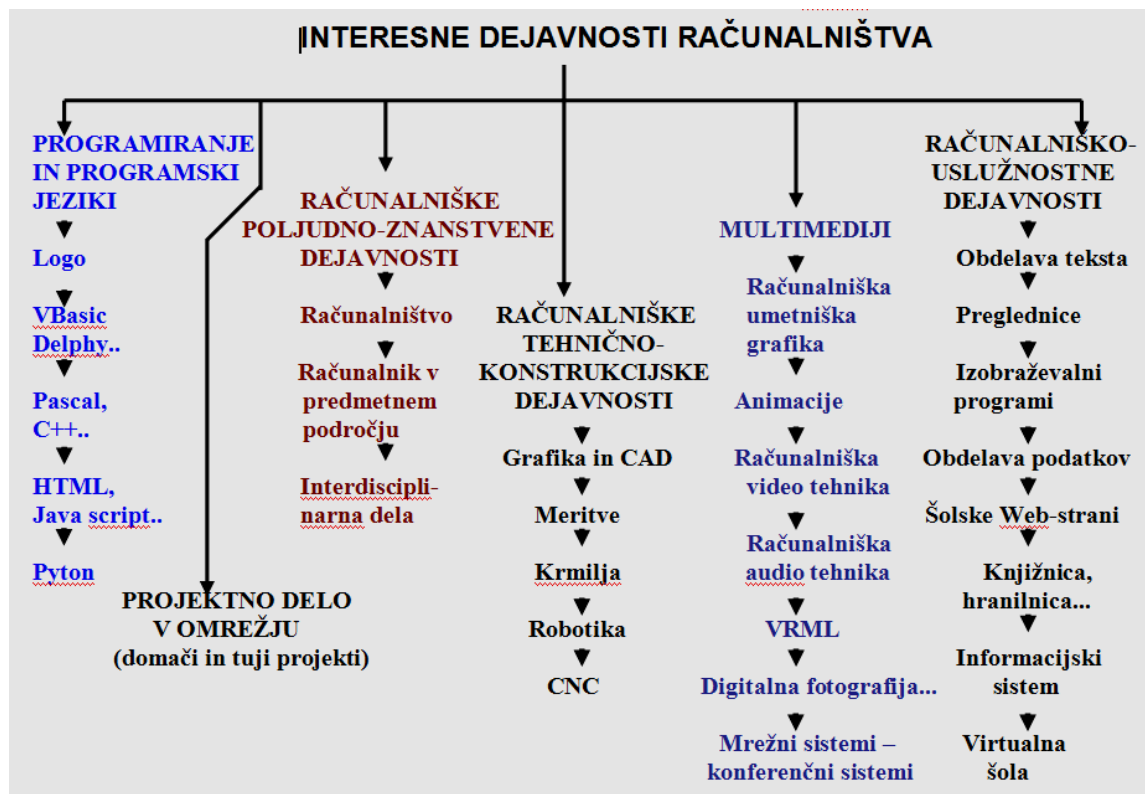 INTERESNE DEJAVNOSTI RAČUNALNIŠTVA
PROGRAMIRANJE
IN PROGRAMSKI
JEZIKI
Logo
VBasic
Delphy..
Pascal,
C++..
HTML,
Java script..
Pyton
PROJEKTNO DELO
V OMREŽJU
(domači in tuji projekti)
RAČUNALNIŠKE
POLJUDNO-ZNANSTVENE
DEJAVNOSTI
Računalništvo
Računalnik v
predmetnem
področju
Interdiscipli-
narna dela
RAČUNALNIŠKE
TEHNIČNO-
KONSTRUKCIJSKE
DEJAVNOSTI
Grafika in CAD
Meritve
Krmilja
Robotika
CNC
MULTIMEDIJI
Računalniška
umetniška
grafika
Animacije
Računalniška
video tehnika
Računalniška
audio tehnika
VRML
Digitalna fotografija...
Mrežni sistemi –
konferenčni sistemi
RAČUNALNIŠKO-
USLUŽNOSTNE
DEJAVNOSTI
Obdelava teksta
Preglednice
Izobraževalni
programi
Obdelava podatkov
Šolske Web-strani
Knjižnica,
hranilnica...
Informacijski
sistem
Virtualna
šola